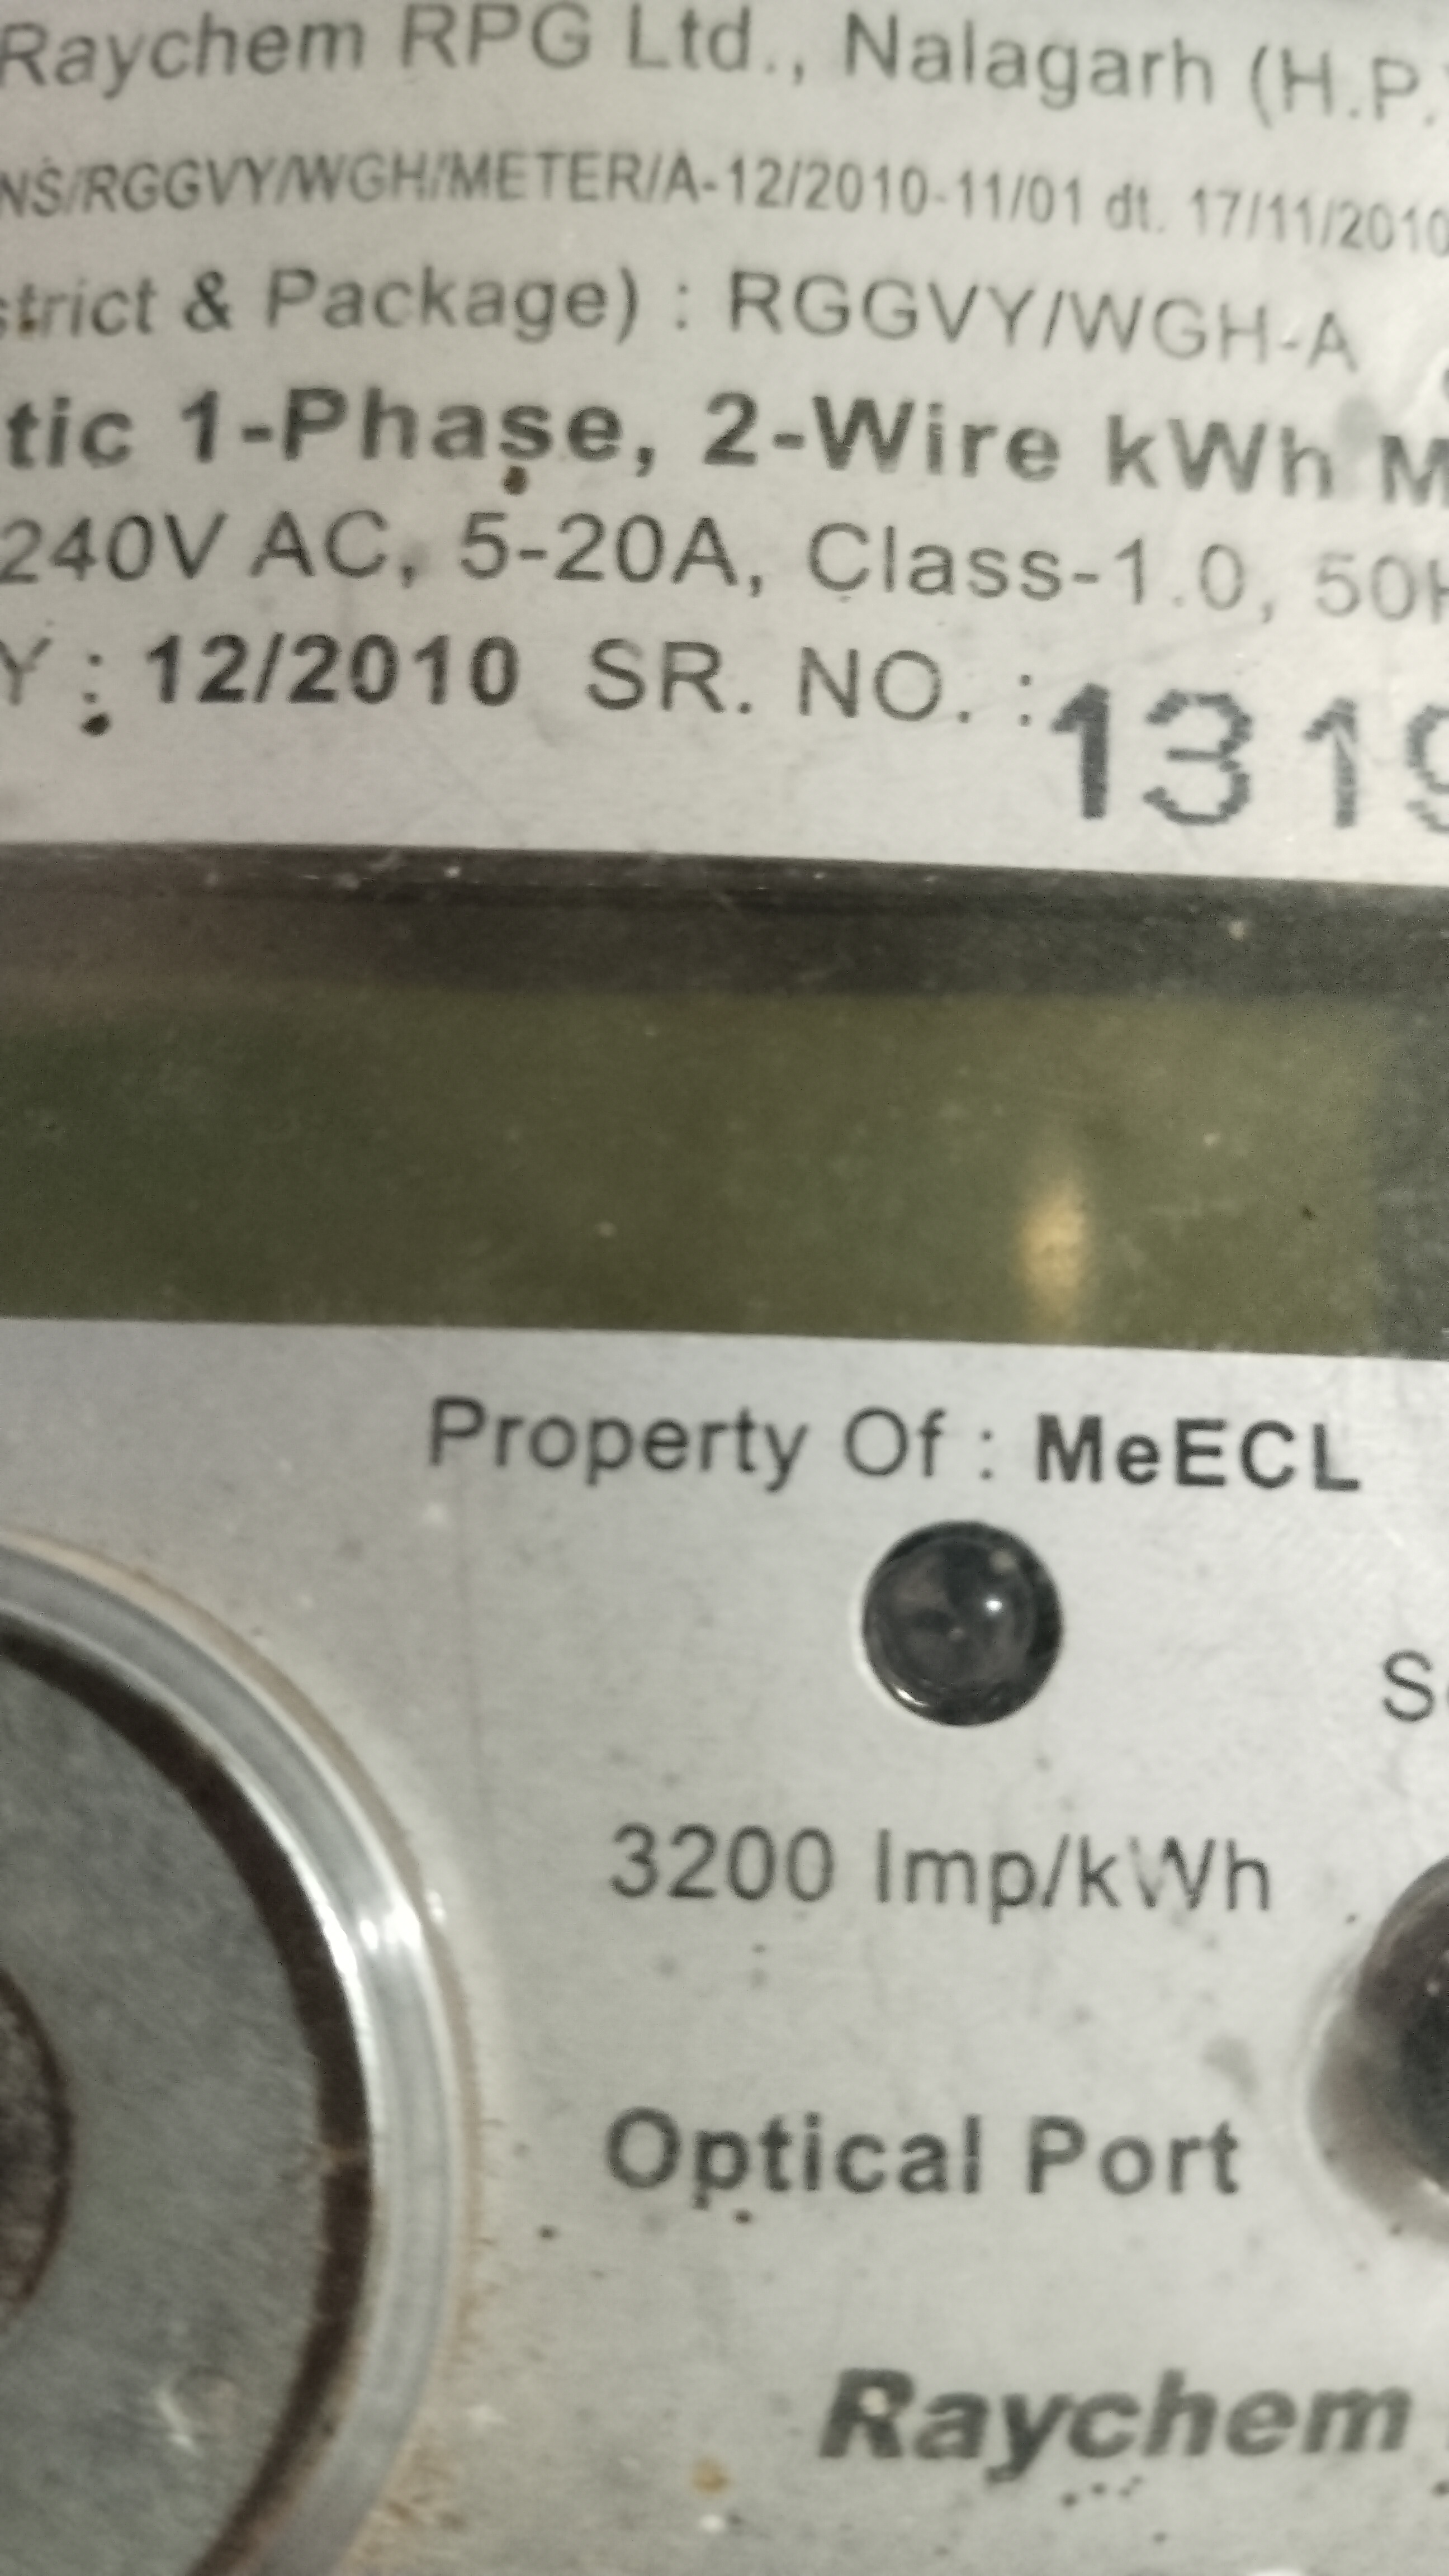 Raychem RPG Ltd., Nalagarh (H.P.
NS/RGGVY/WGH/METER/A-12/2010-11/01 dt. 17/11/2010
strict & Package) : RGGVY/WGH-A
tic 1-Phase, 2-Wire kWh M
240V AC, 5-20A, Class-1.0, 50H
Y : 12/2010 SR. NO. : 1319
Property Of : MeECL
3200 Imp/kWh
Optical Port
Raychem